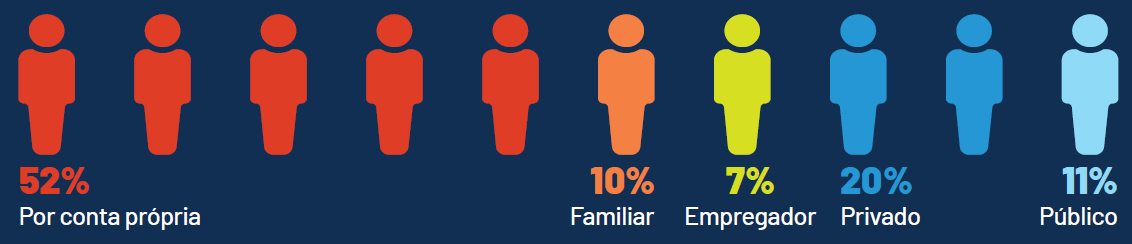 52%
Por conta própria
10%
Familiar
7%
Empregador
20%
Privado
11%
Público